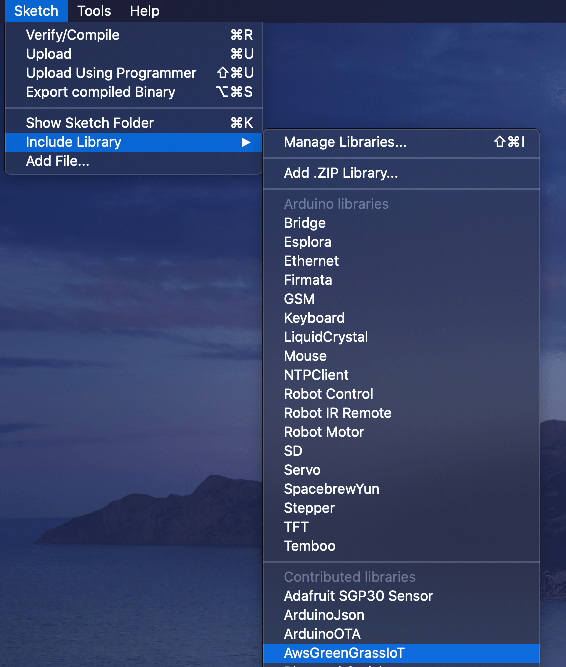 Sketch Tools Help
Verify/Compile ⌘R
Upload ⌘U
Upload Using Programmer ⇧⌘U
Export compiled Binary ⌥⌘S
Show Sketch Folder ⌘K
Include Library ▶
Add File...
Manage Libraries... ⇧⌘I
Add .ZIP Library...
Arduino libraries
Bridge
Esplora
Ethernet
Firmata
GSM
Keyboard
LiquidCrystal
Mouse
NTPClient
Robot Control
Robot IR Remote
Robot Motor
SD
Servo
SpacebrewYun
Stepper
TFT
Temboo
Contributed libraries
Adafruit SGP30 Sensor
ArduinoJson
ArduinoOTA
AwsGreenGrassIoT